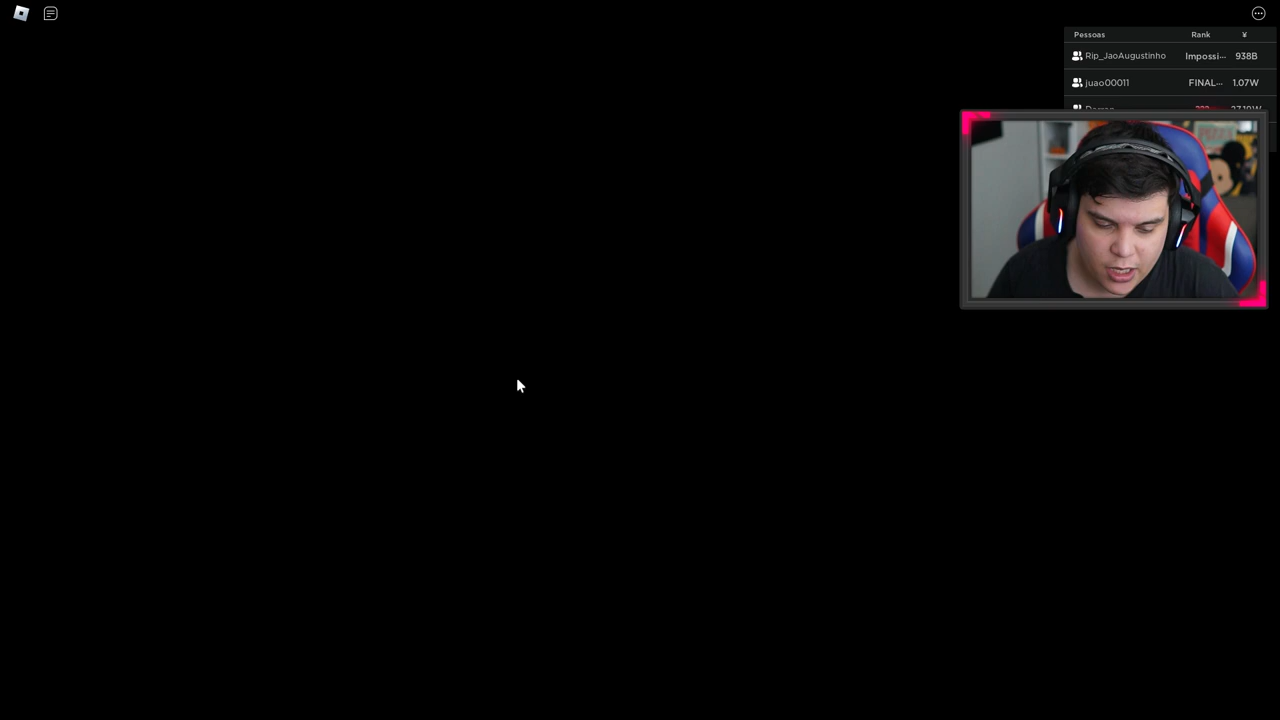 Pessoas Rank ¥
Rip_JaoAugustinho Impossi... 938B
juao00011 FINAL... 1.07W